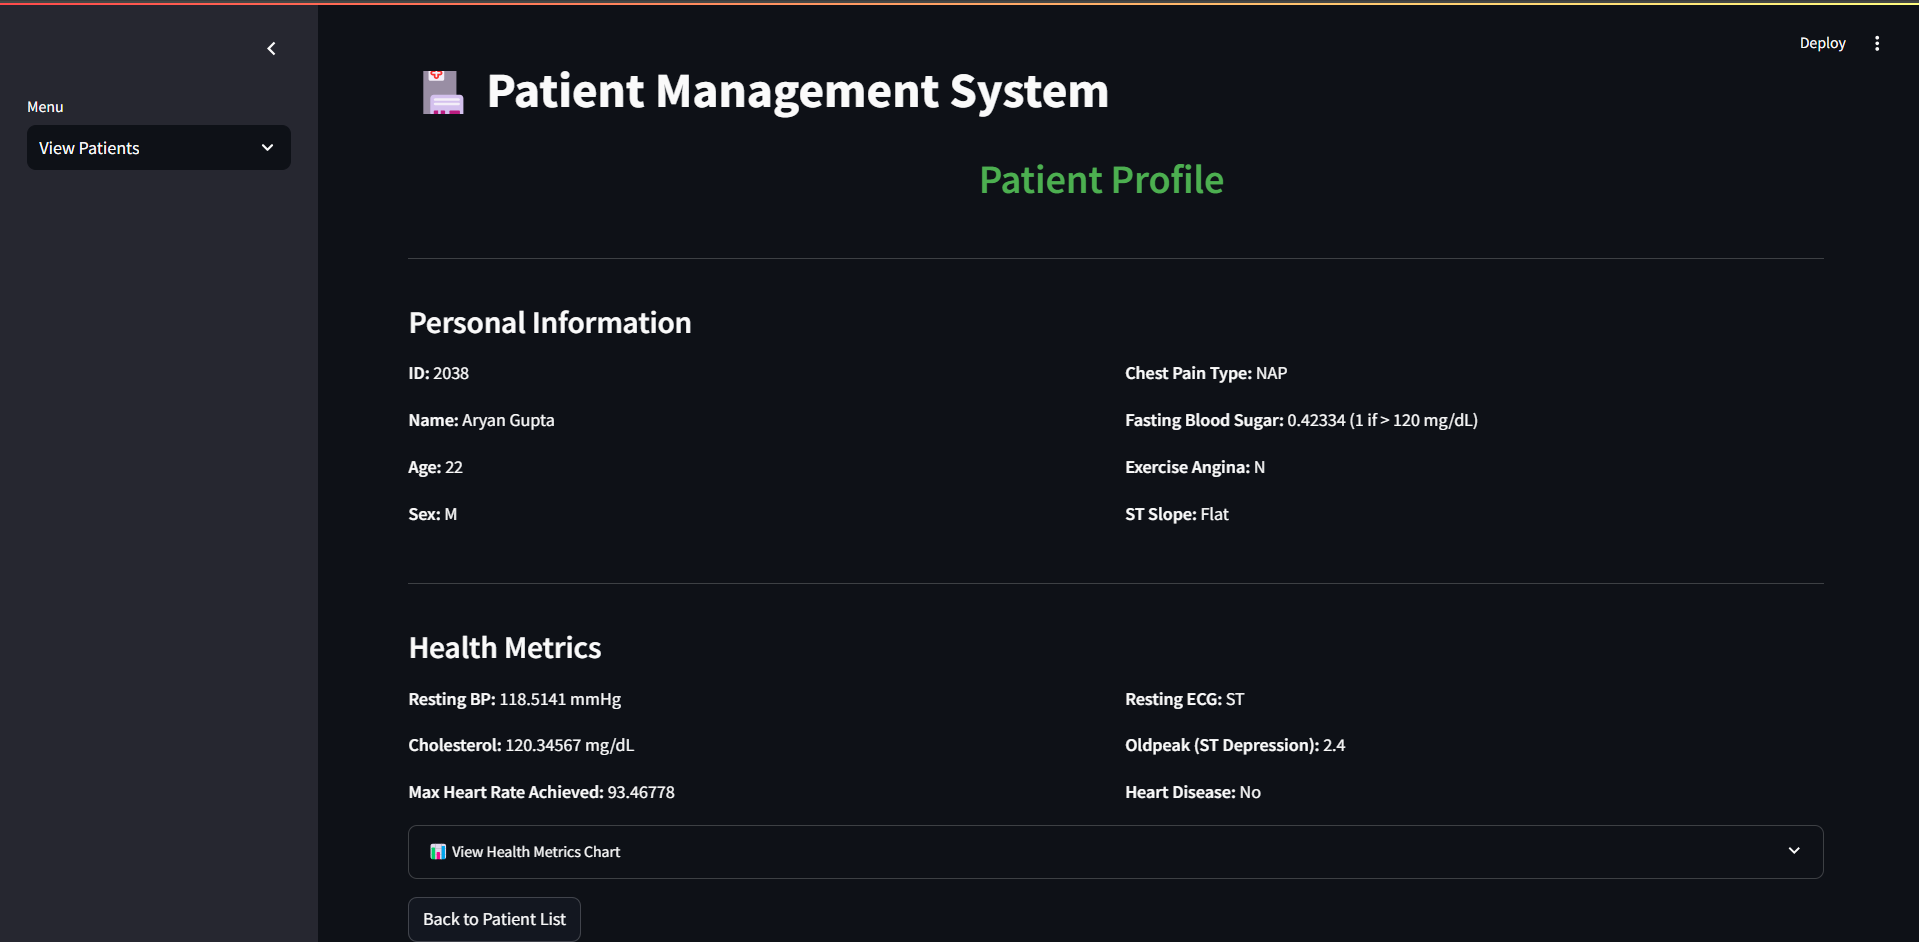 Deploy
Menu
View Patients
Patient Management System
Patient Profile
Personal Information
ID: 2038
Name: Aryan Gupta
Age: 22
Sex: M
Chest Pain Type: NAP
Fasting Blood Sugar: 0.42334 (1 if > 120 mg/dL)
Exercise Angina: N
ST Slope: Flat
Health Metrics
Resting BP: 118.5141 mmHg
Cholesterol: 120.34567 mg/dL
Max Heart Rate Achieved: 93.46778
Resting ECG: ST
Oldpeak (ST Depression): 2.4
Heart Disease: No
View Health Metrics Chart
Back to Patient List